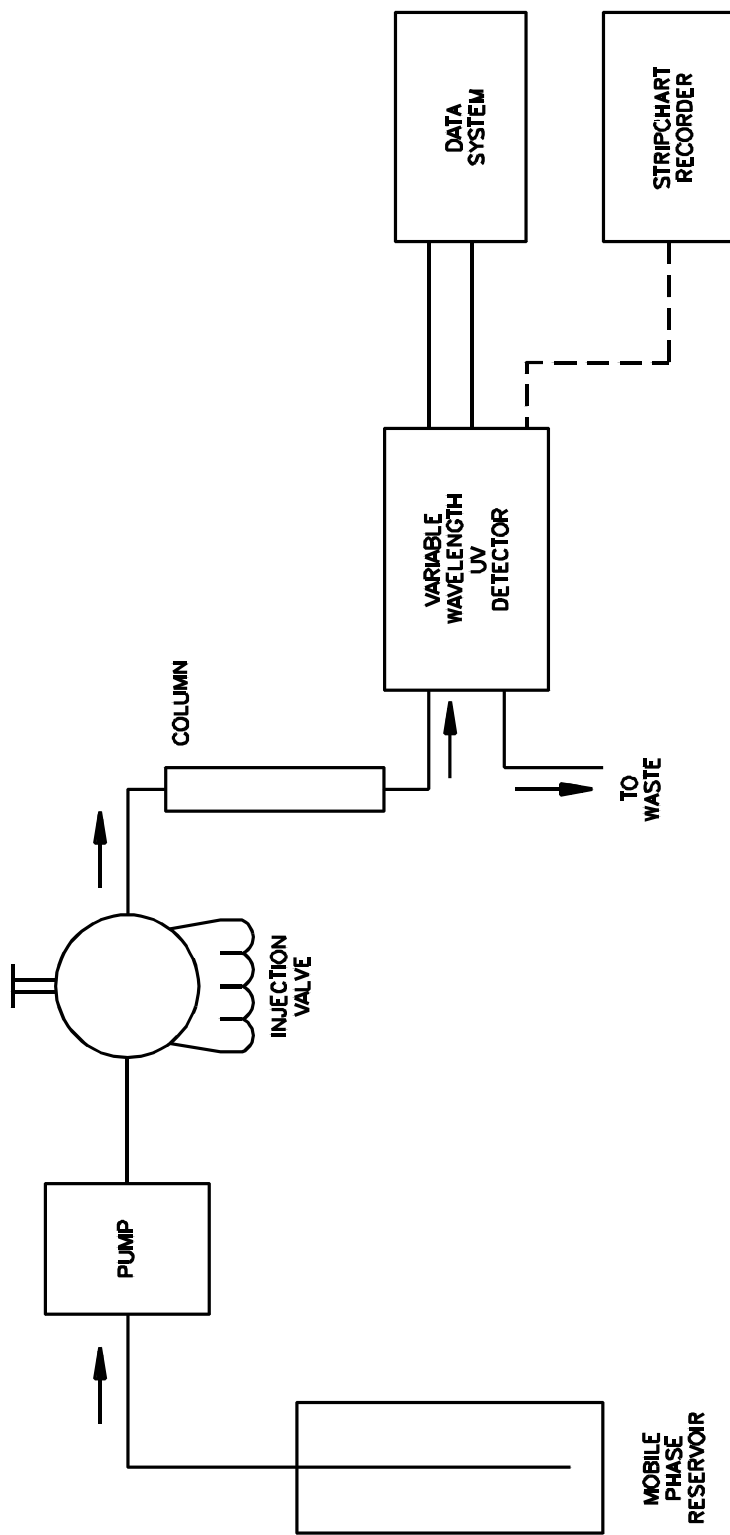 MOBILE
PHASE
RESERVOIR
PUMP
INJECTION
VALVE
COLUMN
TO
WASTE
VARIABLE
WAVELENGTH
UV
DETECTOR
DATA
SYSTEM
STRIPCHART
RECORDER